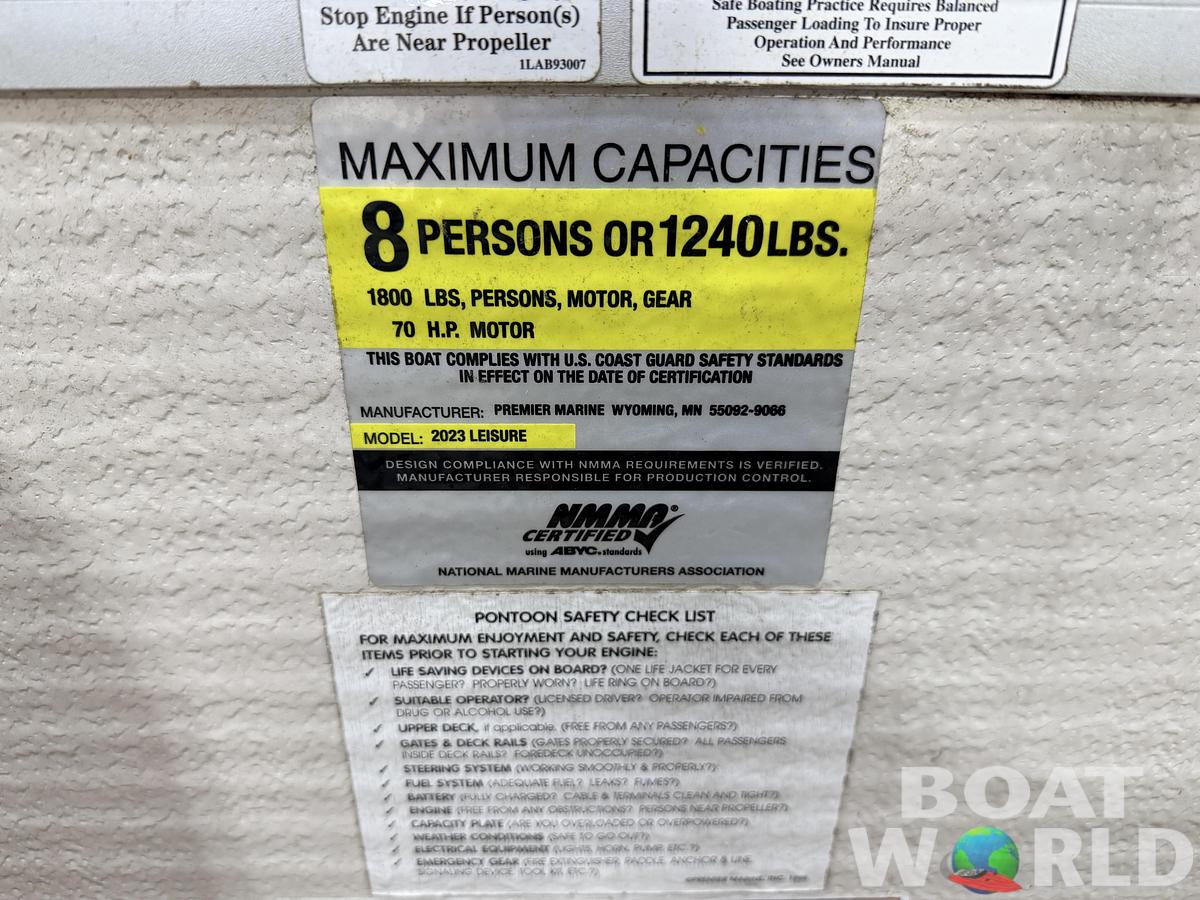 Stop Engine If Person(s)
Are Near Propeller
1LAB93007
Safe Boating Practice Requires Balanced
Passenger Loading To Insure Proper
Operation And Performance
See Owners Manual
MAXIMUM CAPACITIES
8 PERSONS OR 1240 LBS.
1800 LBS, PERSONS, MOTOR, GEAR
70 H.P. MOTOR
THIS BOAT COMPLIES WITH U.S. COAST GUARD SAFETY STANDARDS
IN EFFECT ON THE DATE OF CERTIFICATION
MANUFACTURER: PREMIER MARINE WYOMING, MN 55092-9066
MODEL: 2023 LEISURE
DESIGN COMPLIANCE WITH NMMA REQUIREMENTS IS VERIFIED.
MANUFACTURER RESPONSIBLE FOR PRODUCTION CONTROL.
NMMA®
CERTIFIED
using ABYC® standards
NATIONAL MARINE MANUFACTURERS ASSOCIATION
PONTOON SAFETY CHECK LIST
FOR MAXIMUM ENJOYMENT AND SAFETY, CHECK EACH OF THESE
ITEMS PRIOR TO STARTING YOUR ENGINE:
✓ LIFE SAVING DEVICES ON BOARD? (ONE LIFE JACKET FOR EVERY
PASSENGER? PROPERLY WORN? LIFE RING ON BOARD?)
✓ SUITABLE OPERATOR? (LICENSED DRIVER? OPERATOR IMPAIRED FROM
DRUG OR ALCOHOL USE?)
✓ UPPER DECK, if applicable. (FREE FROM ANY PASSENGERS?)
✓ GATES & DECK RAILS (GATES PROPERLY SECURED? ALL PASSENGERS
INSIDE DECK RAILS? FOREDECK UNOCCUPIED?)
✓ STEERING SYSTEM (WORKING SMOOTHLY & PROPERLY?)
✓ FUEL SYSTEM (ADEQUATE FUEL? LEAKS? FUMES?)
✓ BATTERY (FULLY CHARGED? CABLE & TERMINALS CLEAN AND TIGHT?)
✓ ENGINE (FREE FROM ANY OBSTRUCTIONS? PERSONS NEAR PROPELLER?)
✓ CAPACITY PLATE (ARE YOU OVERLOADED OR OVERPOWERED?)
✓ WEATHER CONDITIONS (SAFE TO GO OUT?)
✓ ELECTRICAL EQUIPMENT (LIGHTS, HORN, PUMP, ETC.?)
✓ EMERGENCY GEAR (FIRE EXTINGUISHER, PADDLE, ANCHOR & LINE,
SIGNALING DEVICE, TOOL KIT, ETC.?)
PREMIER MARINE, INC.
BOAT
WORLD